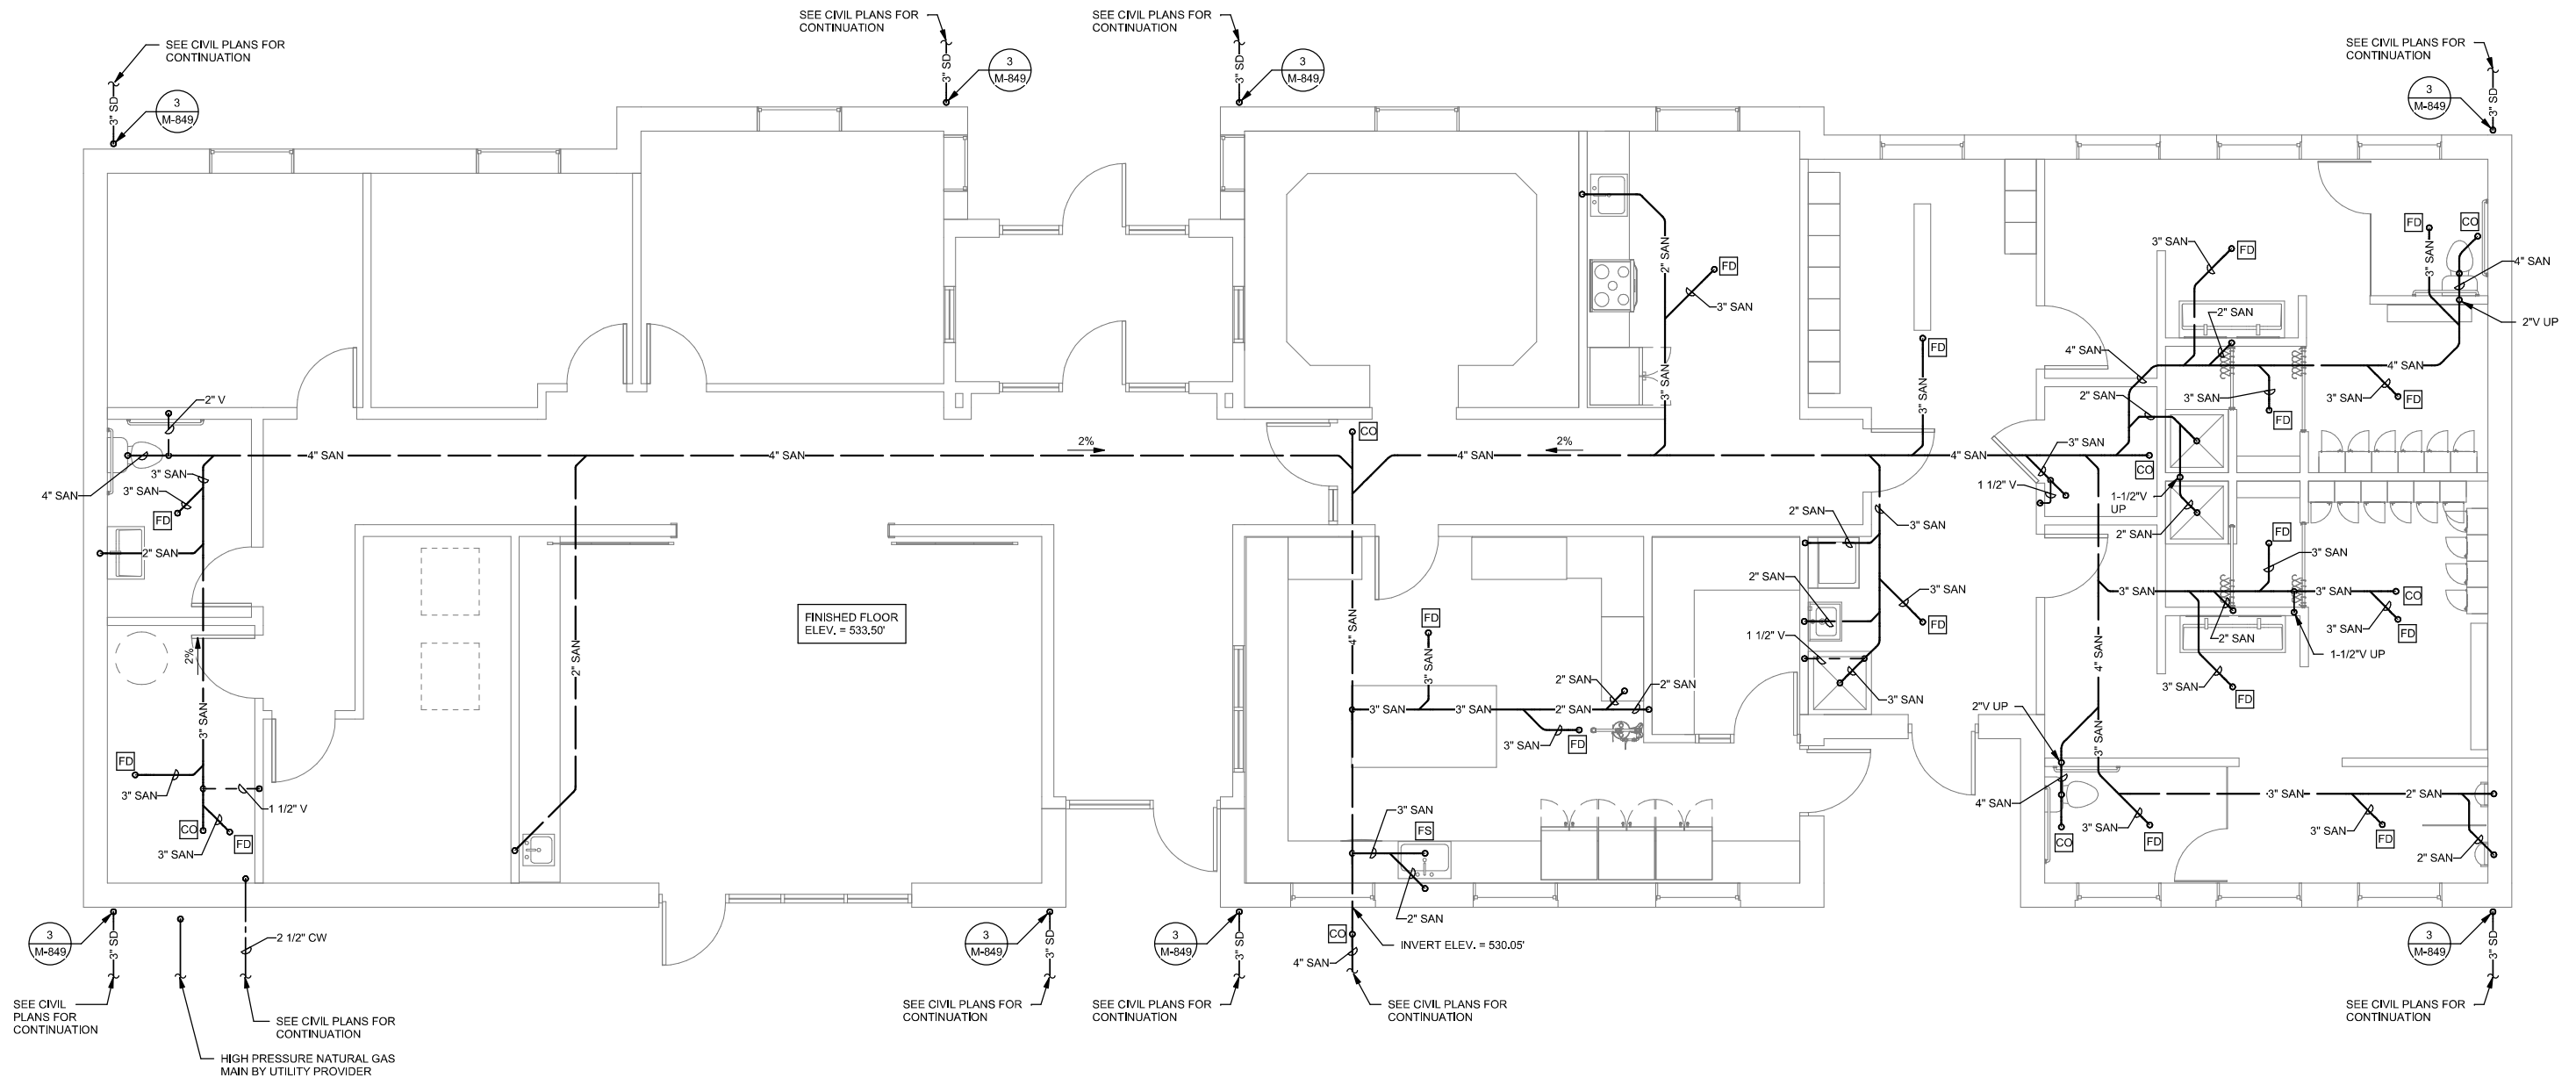 SEE CIVIL PLANS FOR
CONTINUATION
SEE CIVIL PLANS FOR
CONTINUATION
SEE CIVIL PLANS FOR
CONTINUATION
SEE CIVIL PLANS FOR
CONTINUATION
3" SD
3
M-849
3" SD
3
M-849
3" SD
3
M-849
3" SD
3
M-849
2" V
4" SAN
4" SAN
2%
3" SAN
3" SAN
4" SAN
FD
2" SAN
2%
3" SAN
2" SAN
FD
3" SAN
1 1/2" V
CO
FD
3" SAN
FINISHED FLOOR
ELEV. = 533.50'
CO
4" SAN
2%
2" SAN
FD
3" SAN
3" SAN
FD
3" SAN
4" SAN
3" SAN
FD
FD
CO
3" SAN
4" SAN
2" SAN
2"V UP
4" SAN
4" SAN
2" SAN
3" SAN
FD
3" SAN
FD
3" SAN
CO
1 1/2" V
1-1/2"V
UP
2" SAN
2" SAN
3" SAN
2" SAN
3" SAN
FD
1 1/2" V
3" SAN
4" SAN
FD
3" SAN
3" SAN
2" SAN
2" SAN
2" SAN
3" SAN
FD
FD
3" SAN
3" SAN
3" SAN
CO
3" SAN
FD
2" SAN
1-1/2"V UP
3" SAN
FD
4" SAN
2"V UP
3" SAN
4" SAN
CO
3" SAN
FD
3" SAN
2" SAN
3" SAN
FD
2" SAN
3" SAN
FS
2" SAN
CO
INVERT ELEV. = 530.05'
4" SAN
3
M-849
3" SD
2 1/2" CW
3
M-849
3" SD
3
M-849
3" SD
3
M-849
3" SD
SEE CIVIL
PLANS FOR
CONTINUATION
SEE CIVIL PLANS FOR
CONTINUATION
HIGH PRESSURE NATURAL GAS
MAIN BY UTILITY PROVIDER
SEE CIVIL PLANS FOR
CONTINUATION
SEE CIVIL PLANS FOR
CONTINUATION
SEE CIVIL PLANS FOR
CONTINUATION
SEE CIVIL PLANS FOR
CONTINUATION